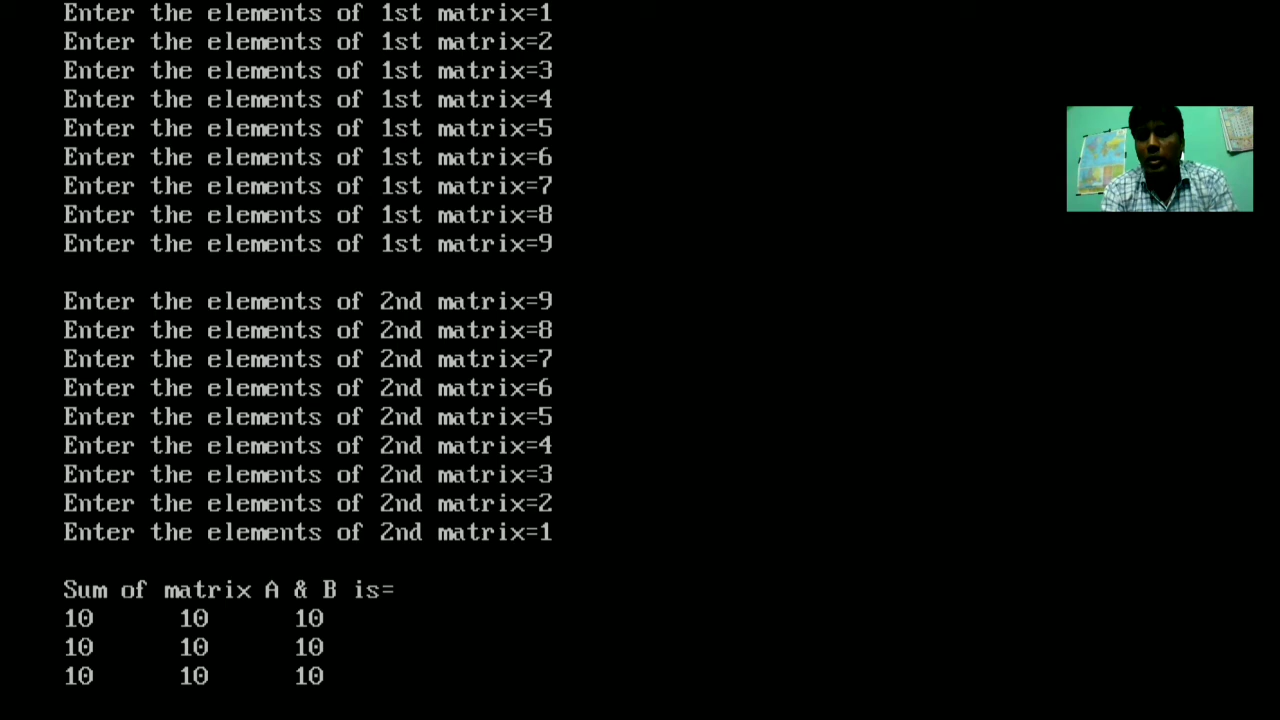 Enter the elements of 1st matrix=1
Enter the elements of 1st matrix=2
Enter the elements of 1st matrix=3
Enter the elements of 1st matrix=4
Enter the elements of 1st matrix=5
Enter the elements of 1st matrix=6
Enter the elements of 1st matrix=7
Enter the elements of 1st matrix=8
Enter the elements of 1st matrix=9
Enter the elements of 2nd matrix=9
Enter the elements of 2nd matrix=8
Enter the elements of 2nd matrix=7
Enter the elements of 2nd matrix=6
Enter the elements of 2nd matrix=5
Enter the elements of 2nd matrix=4
Enter the elements of 2nd matrix=3
Enter the elements of 2nd matrix=2
Enter the elements of 2nd matrix=1
Sum of matrix A & B is=
10 10 10
10 10 10
10 10 10